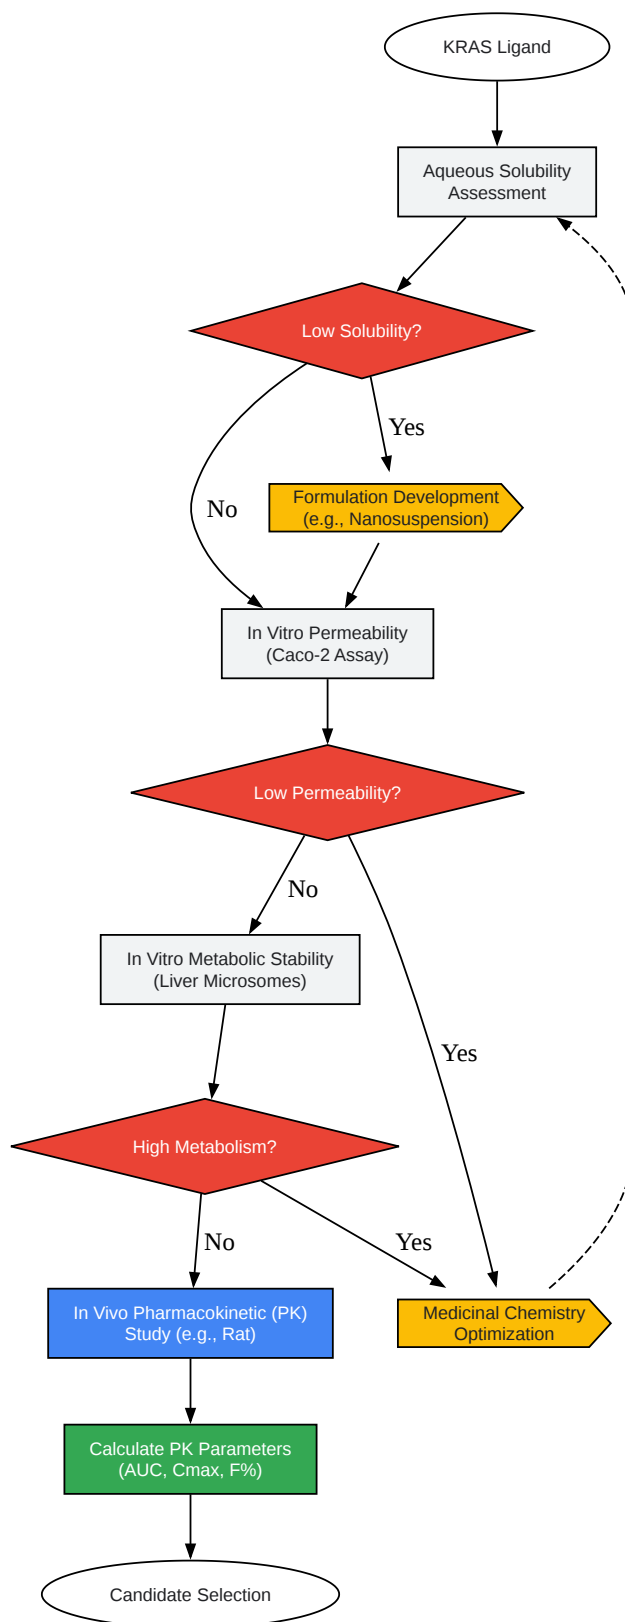 KRAS Ligand
Aqueous Solubility
Assessment
Low Solubility?
Yes
No
Formulation Development
(e.g., Nanosuspension)
In Vitro Permeability
(Caco-2 Assay)
Low Permeability?
No
In Vitro Metabolic Stability
(Liver Microsomes)
Yes
High Metabolism?
No
Yes
In Vivo Pharmacokinetic (PK)
Study (e.g., Rat)
Medicinal Chemistry
Optimization
Calculate PK Parameters
(AUC, Cmax, F%)
Candidate Selection